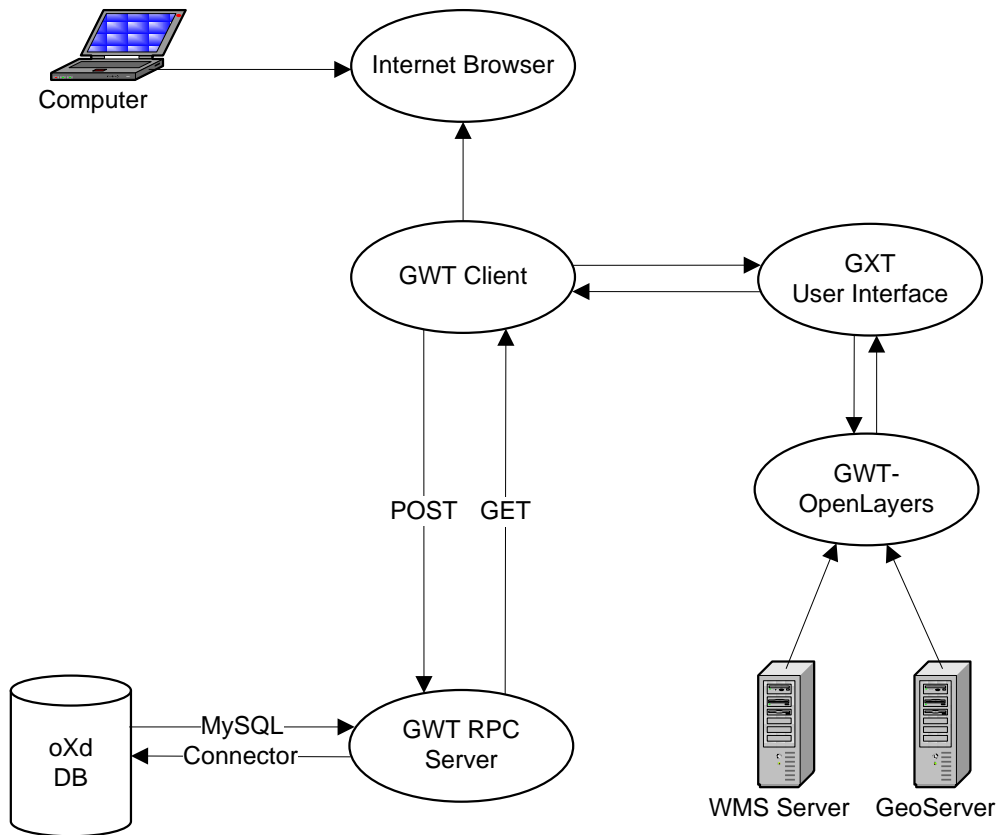 Internet Browser
Computer
GWT Client
GXT
User Interface
GWT-
OpenLayers
POST
GET
oXd
DB
MySQL
Connector
GWT RPC
Server
WMS Server
GeoServer